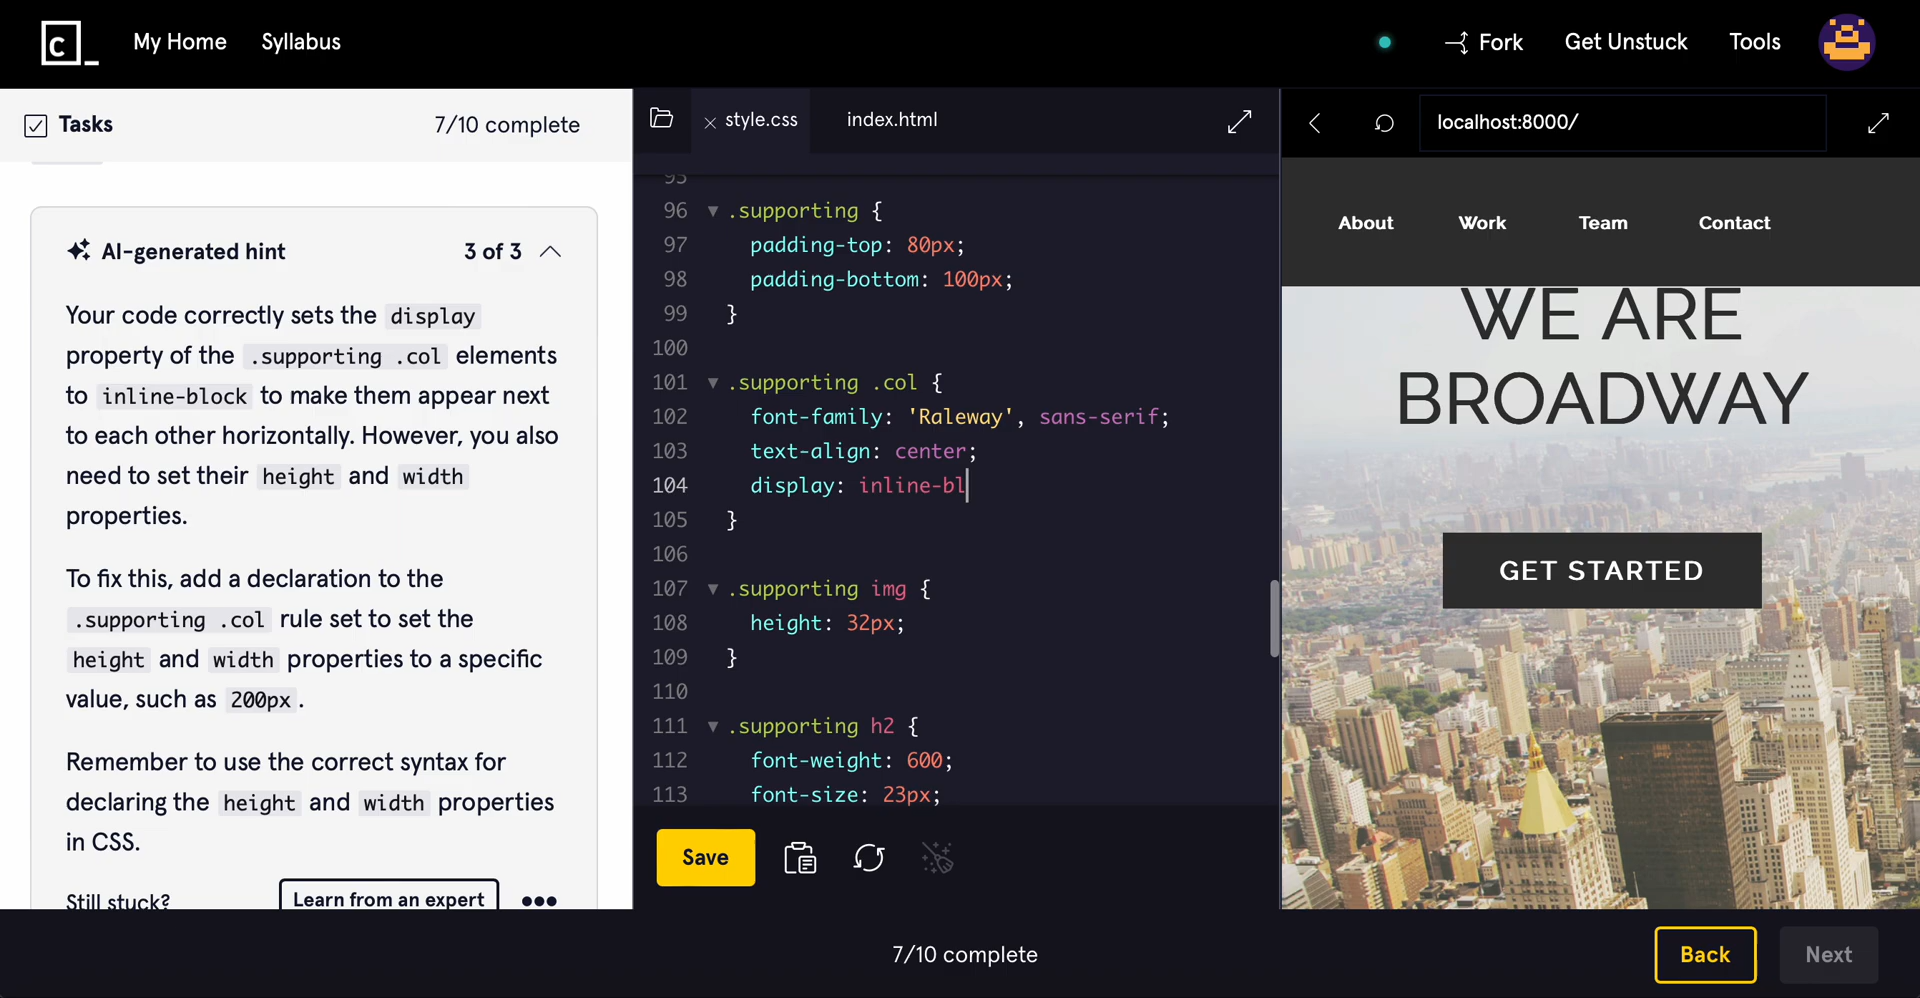 c_ My Home Syllabus Fork Get Unstuck Tools
Tasks 7/10 complete
AI-generated hint 3 of 3
Your code correctly sets the display
property of the .supporting .col elements
to inline-block to make them appear next
to each other horizontally. However, you also
need to set their height and width
properties.
To fix this, add a declaration to the
.supporting .col rule set to set the
height and width properties to a specific
value, such as 200px.
Remember to use the correct syntax for
declaring the height and width properties
in CSS.
Still stuck? Learn from an expert
style.css index.html
95
96 .supporting {
97 padding-top: 80px;
98 padding-bottom: 100px;
99 }
100
101 .supporting .col {
102 font-family: 'Raleway', sans-serif;
103 text-align: center;
104 display: inline-bl
105 }
106
107 .supporting img {
108 height: 32px;
109 }
110
111 .supporting h2 {
112 font-weight: 600;
113 font-size: 23px;
Save
localhost:8000/
About Work Team Contact
WE ARE
BROADWAY
GET STARTED
7/10 complete
Back Next